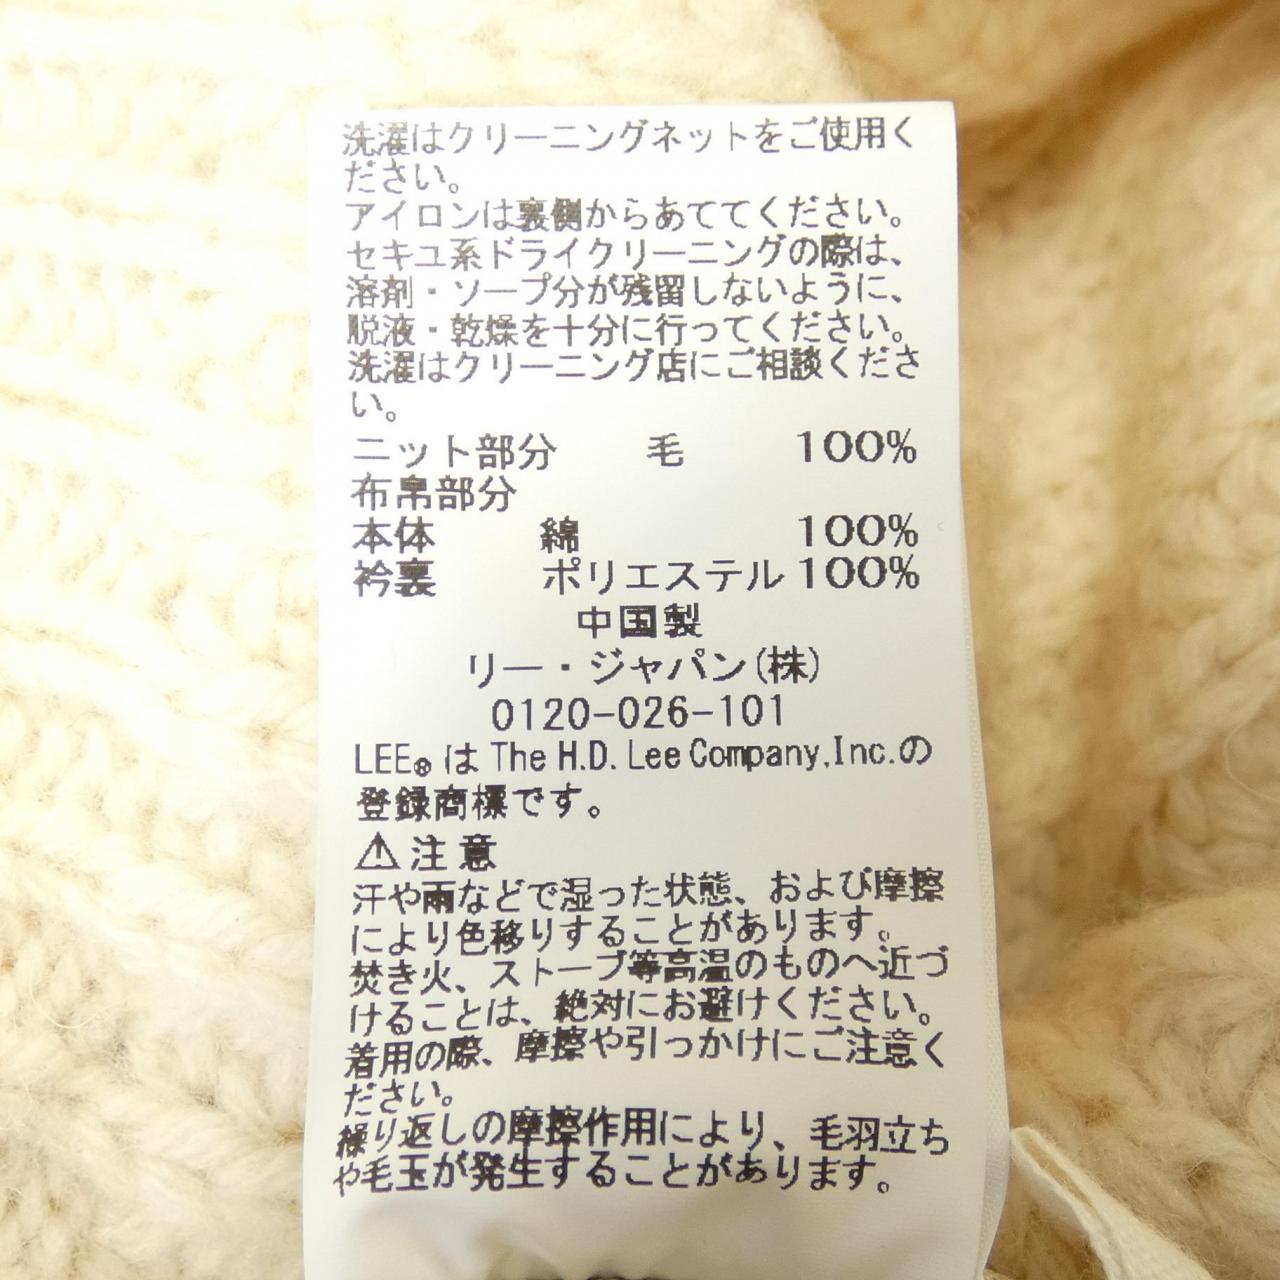 洗濯はクリーニングネットをご使用く
ださい。
アイロンは裏側からあててください。
セキユ系ドライクリーニングの際は、
溶剤・ソープ分が残留しないように、
脱液・乾燥を十分に行ってください。
洗濯はクリーニング店にご相談くださ
い。
ニット部分 毛 100%
布帛部分
本体 綿 100%
衿裏 ポリエステル 100%
中国製
リー・ジャパン(株)
0120-026-101
LEE® は The H.D. Lee Company,Inc.の
登録商標です。
⚠注意
汗や雨などで湿った状態、および摩擦
により色移りすることがあります。
焚き火、ストーブ等高温のものへ近づ
けることは、絶対にお避けください。
着用の際、摩擦や引っかけにご注意く
ださい。
繰り返しの摩擦作用により、毛羽立ち
や毛玉が発生することがあります。